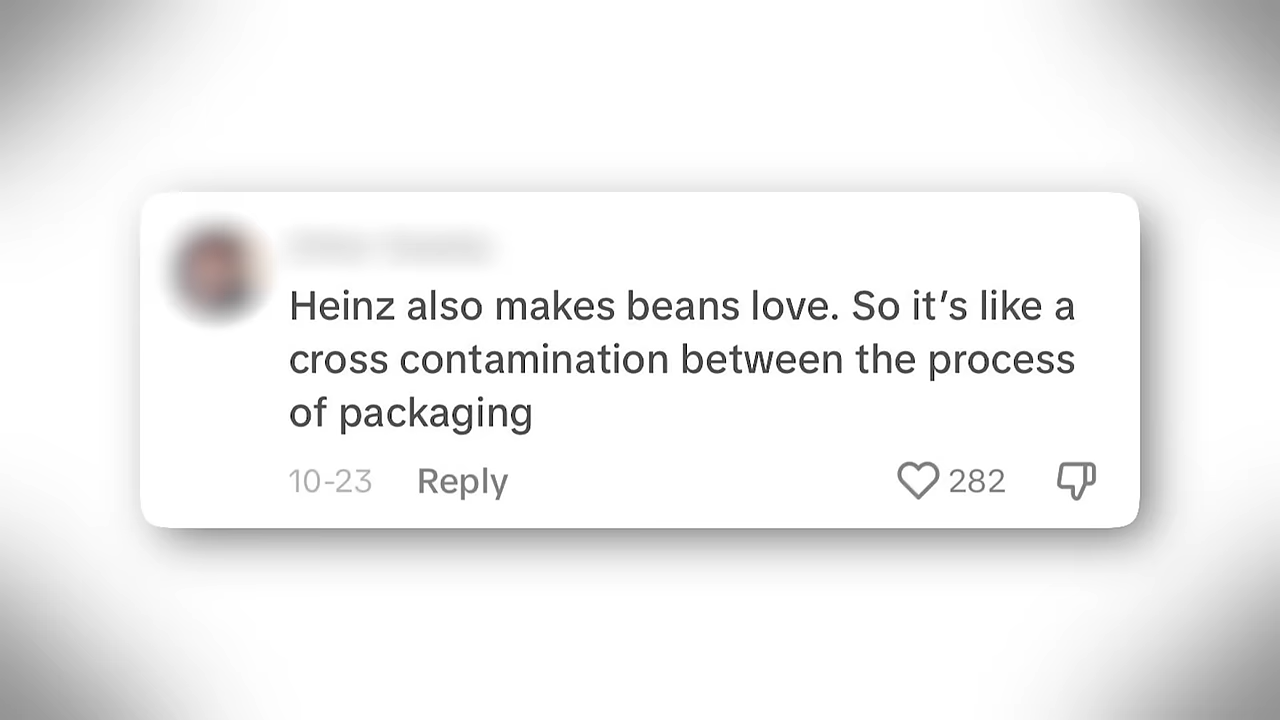 Heinz also makes beans love. So it's like a
cross contamination between the process
of packaging
10-23 Reply 282